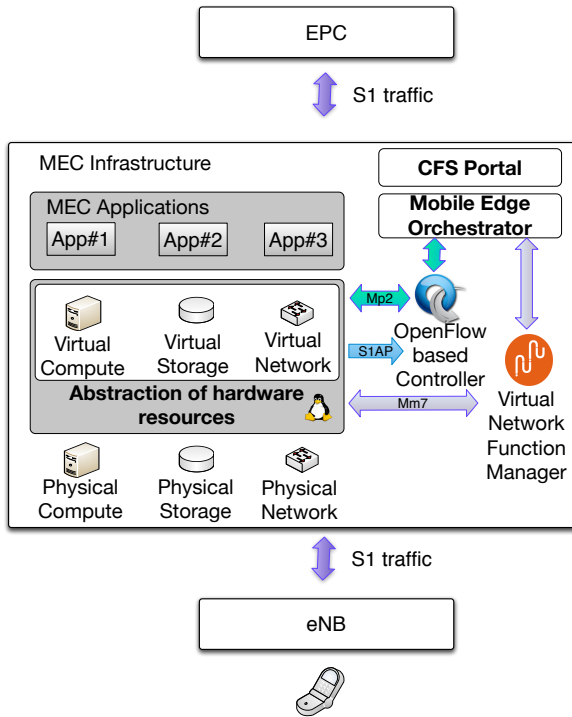 EPC
S1 traffic
MEC Infrastructure
CFS Portal
Mobile Edge
Orchestrator
MEC Applications
App#1
App#2
App#3
Mp2
S1AP
OpenFlow
based
Controller
Virtual
Compute
Virtual
Storage
Virtual
Network
Abstraction of hardware
resources
Mm7
Virtual
Network
Function
Manager
Physical
Compute
Physical
Storage
Physical
Network
S1 traffic
eNB